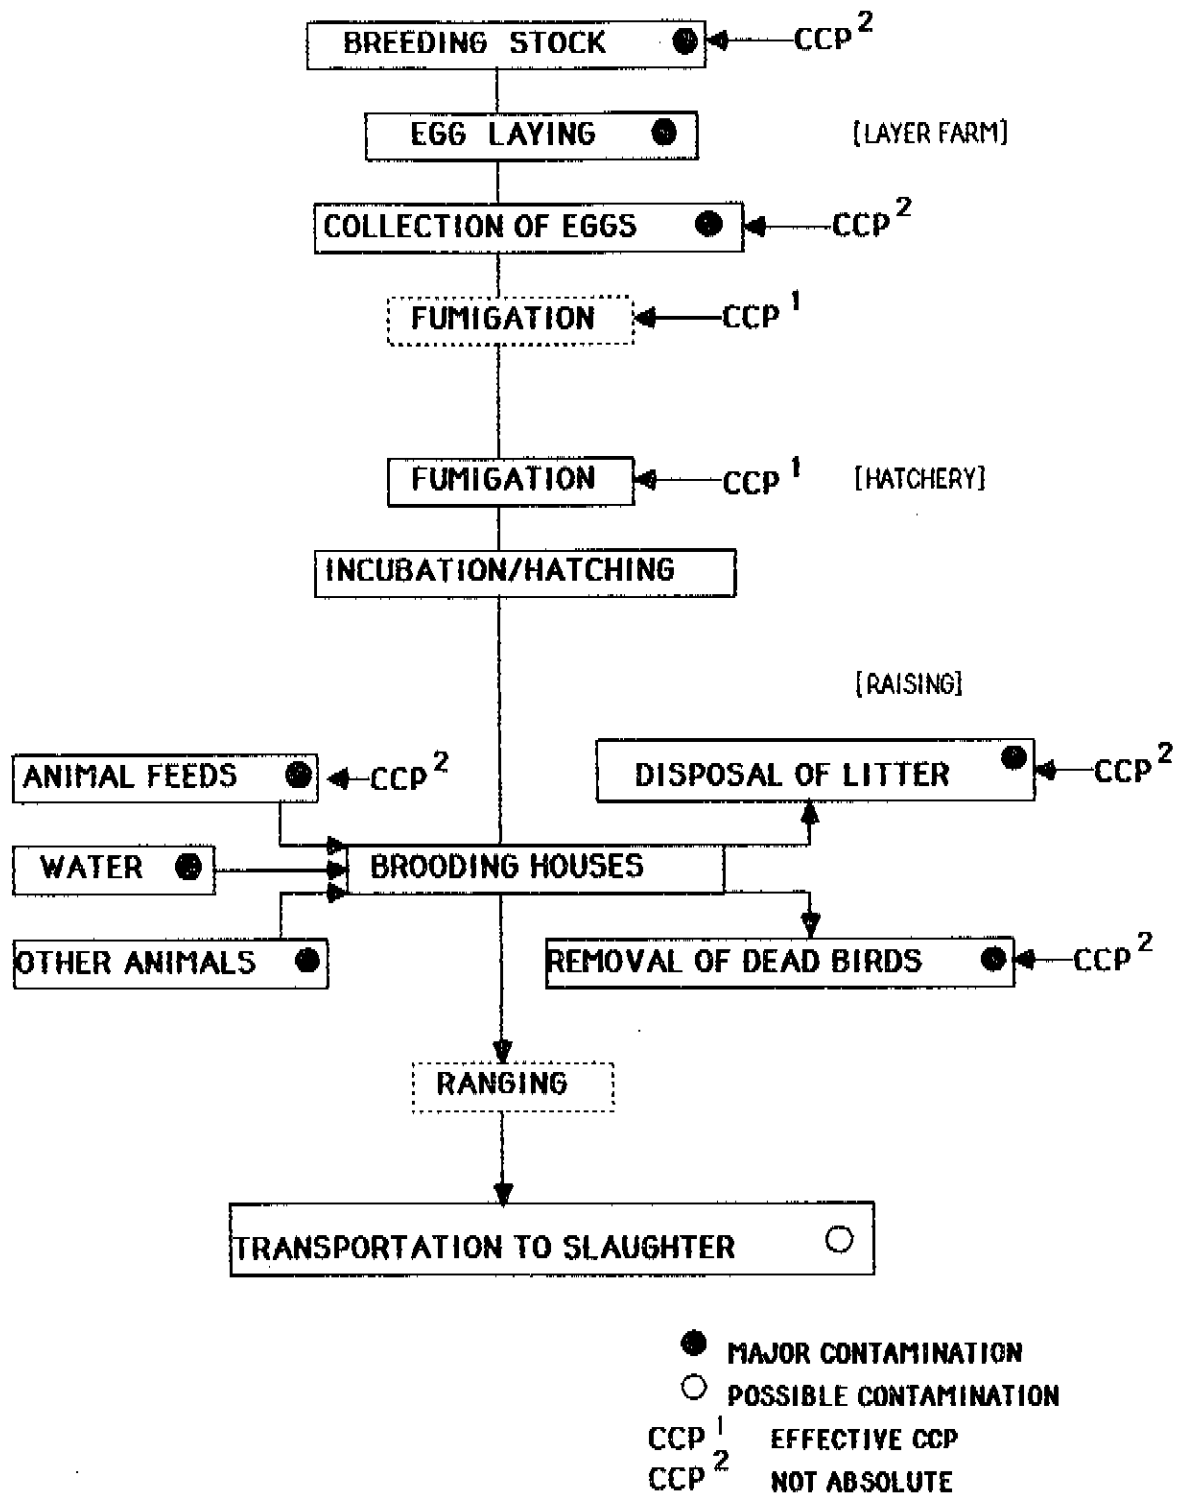 BREEDING STOCK CCP 2
EGG LAYING [LAYER FARM]
COLLECTION OF EGGS CCP 2
FUMIGATION CCP 1
FUMIGATION CCP 1 [HATCHERY]
INCUBATION/HATCHING
[RAISING]
ANIMAL FEEDS CCP 2
DISPOSAL OF LITTER CCP 2
WATER
BROODING HOUSES
OTHER ANIMALS
REMOVAL OF DEAD BIRDS CCP 2
RANGING
TRANSPORTATION TO SLAUGHTER
MAJOR CONTAMINATION
POSSIBLE CONTAMINATION
CCP 1 EFFECTIVE CCP
CCP 2 NOT ABSOLUTE